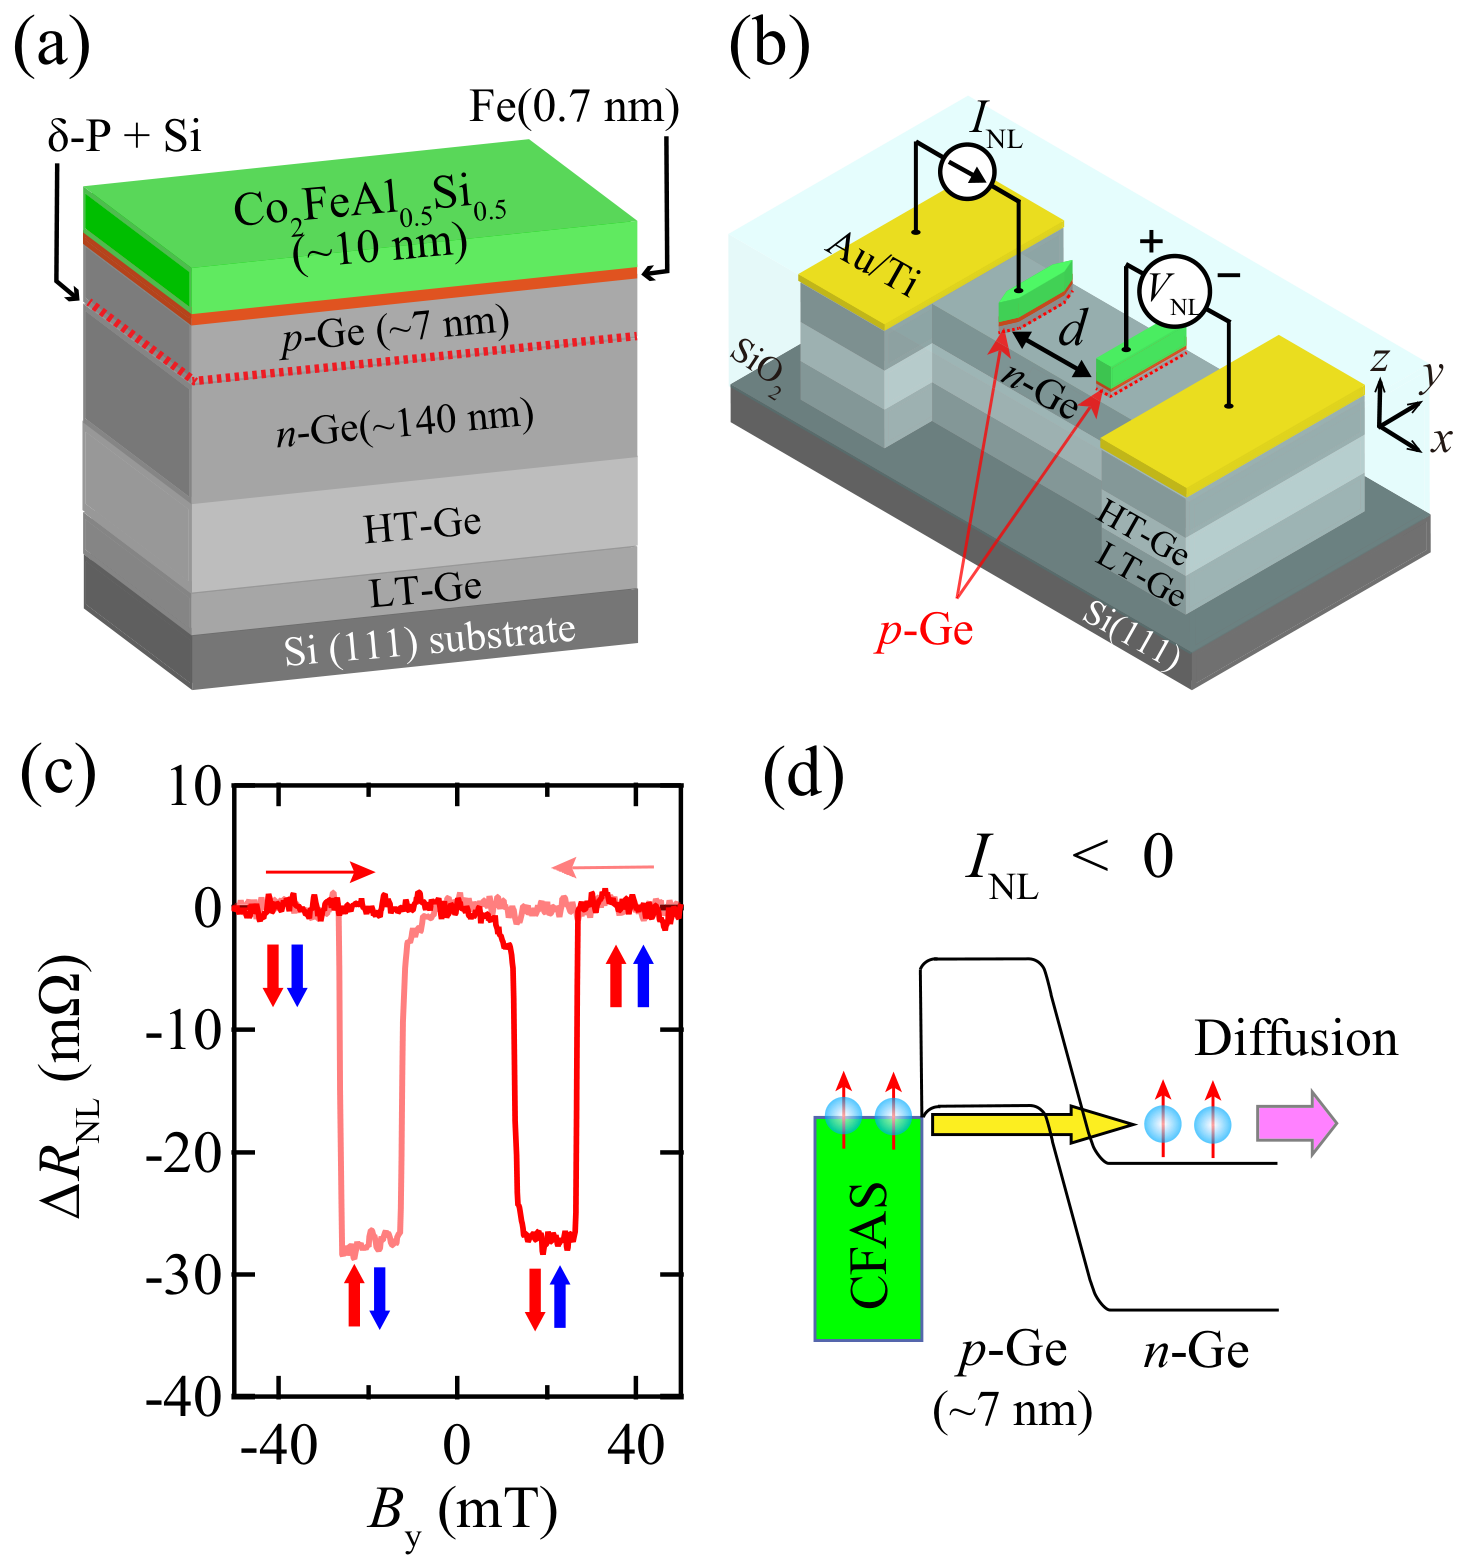 (a)
δ-P + Si
Fe(0.7 nm)
Co2FeAl0.5Si0.5
(~10 nm)
p-Ge (~7 nm)
n-Ge(~140 nm)
HT-Ge
LT-Ge
Si (111) substrate
(b)
INL
Au/Ti
+
VNL
−
d
n-Ge
SiO2
z
y
x
HT-Ge
LT-Ge
Si(111)
p-Ge
(c)
10
0
-10
-20
-30
-40
ΔRNL (mΩ)
-40
0
40
By (mT)
(d)
INL < 0
Diffusion
CFAS
p-Ge
(~7 nm)
n-Ge